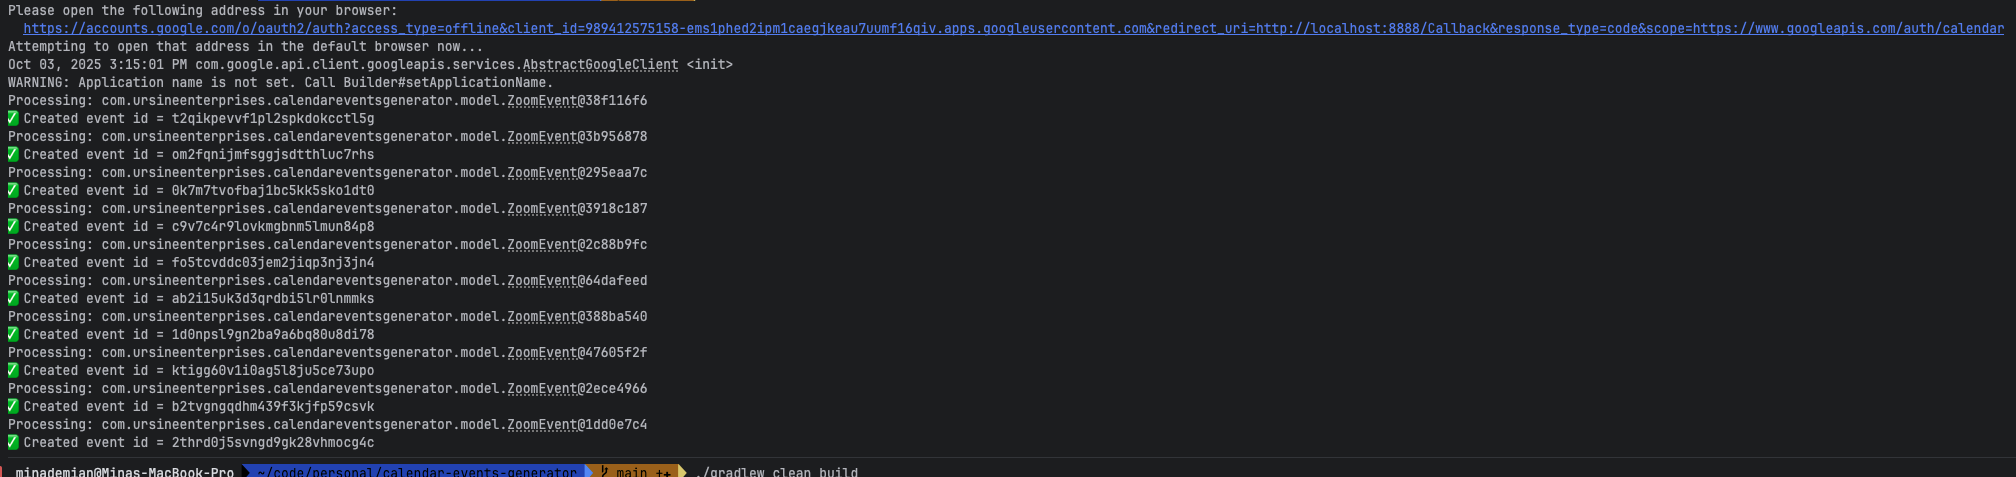 Please open the following address in your browser:
https://accounts.google.com/o/oauth2/auth?access_type=offline&client_id=989412575158-ems1phed2ipm1caeqjkeau7uumf16qiv.apps.googleusercontent.com&redirect_uri=http://localhost:8888/Callback&response_type=code&scope=https://www.googleapis.com/auth/calendar
Attempting to open that address in the default browser now...
Oct 03, 2025 3:15:01 PM com.google.api.client.googleapis.services.AbstractGoogleClient <init>
WARNING: Application name is not set. Call Builder#setApplicationName.
Processing: com.ursineenterprises.calendareventsgenerator.model.ZoomEvent@38f116f6
✅ Created event id = t2qikpevvf1pl2spkdokcctl5g
Processing: com.ursineenterprises.calendareventsgenerator.model.ZoomEvent@3b956878
✅ Created event id = om2fqnijmfsggjsdtthluc7rhs
Processing: com.ursineenterprises.calendareventsgenerator.model.ZoomEvent@295eaa7c
✅ Created event id = 0k7m7tvofbaj1bc5kk5sko1dt0
Processing: com.ursineenterprises.calendareventsgenerator.model.ZoomEvent@3918c187
✅ Created event id = c9v7c4r9lovkmgbnm5lmun84p8
Processing: com.ursineenterprises.calendareventsgenerator.model.ZoomEvent@2c88b9fc
✅ Created event id = fo5tcvddc03jem2jiqp3nj3jn4
Processing: com.ursineenterprises.calendareventsgenerator.model.ZoomEvent@64dafeed
✅ Created event id = ab2i15uk3d3qrdbi5lr0lnmmks
Processing: com.ursineenterprises.calendareventsgenerator.model.ZoomEvent@388ba540
✅ Created event id = 1d0npsl9gn2ba9a6bq80u8di78
Processing: com.ursineenterprises.calendareventsgenerator.model.ZoomEvent@47605f2f
✅ Created event id = ktigg60v1i0ag5l8ju5ce73upo
Processing: com.ursineenterprises.calendareventsgenerator.model.ZoomEvent@2ece4966
✅ Created event id = b2tvgngqdhm439f3kjfp59csvk
Processing: com.ursineenterprises.calendareventsgenerator.model.ZoomEvent@1dd0e7c4
✅ Created event id = 2thrd0j5svngd9gk28vhmocg4c
minademian@Minas-MacBook-Pro ~/code/personal/calendar-events-generator main ++ ./gradlew clean build